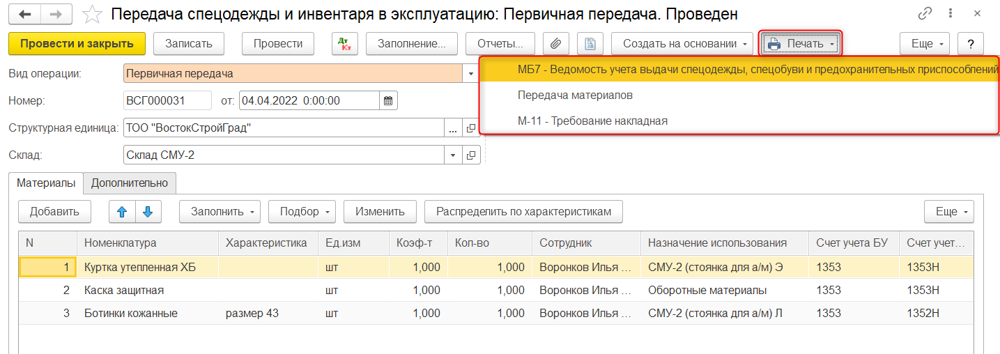 Передача спецодежды и инвентаря в эксплуатацию: Первичная передача. Проведен
Провести и закрыть Записать Провести Дт Кт Заполнение... Отчеты... Создать на основании Печать Еще ?
Вид операции: Первичная передача
МБ7 - Ведомость учета выдачи спецодежды, спецобуви и предохранительных приспособлений
Номер: ВСГ000031 от: 04.04.2022 0:00:00
Передача материалов
Структурная единица: ТОО "ВостокСтройГрад" ...
М-11 - Требование накладная
Склад: Склад СМУ-2
Материалы Дополнительно
Добавить Заполнить Подбор Изменить Распределить по характеристикам Еще
N Номенклатура Характеристика Ед.изм Коэф-т Кол-во Сотрудник Назначение использования Счет учета БУ Счет учет...
1 Куртка утепленная ХБ шт 1,000 1,000 Воронков Илья ... СМУ-2 (стоянка для а/м) Э 1353 1353Н
2 Каска защитная шт 1,000 1,000 Воронков Илья ... Оборотные материалы 1353 1353Н
3 Ботинки кожанные размер 43 шт 1,000 1,000 Воронков Илья ... СМУ-2 (стоянка для а/м) Л 1353 1352Н